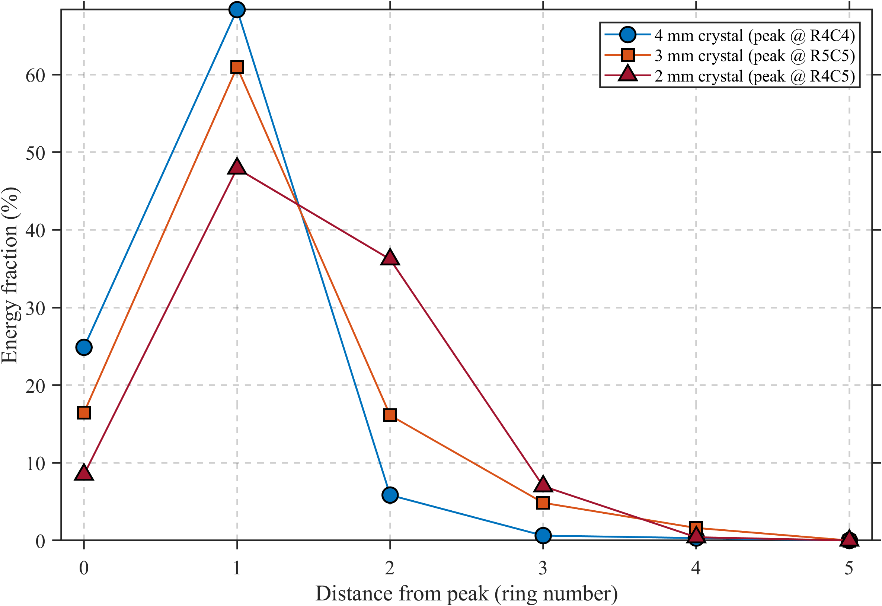 4 mm crystal (peak @ R4C4)
3 mm crystal (peak @ R5C5)
2 mm crystal (peak @ R4C5)
Energy fraction (%)
60
50
40
30
20
10
0
0 1 2 3 4 5
Distance from peak (ring number)